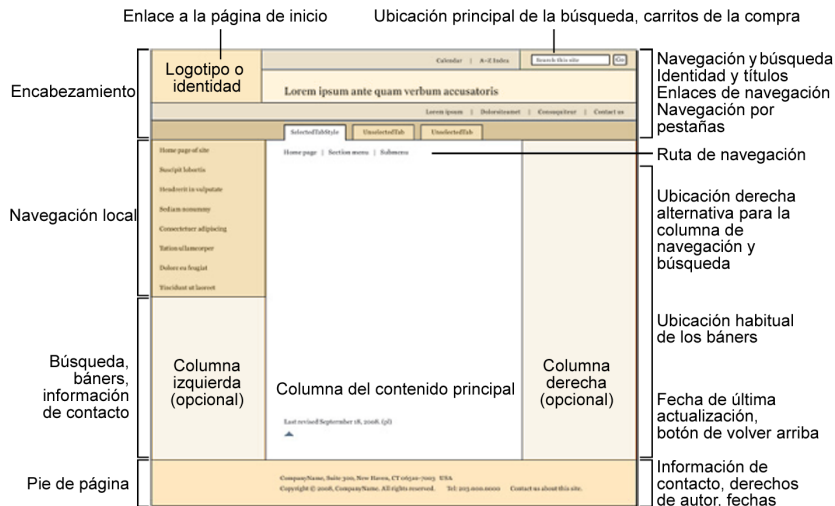 Enlace a la página de inicio
Ubicación principal de la búsqueda, carritos de la compra
Encabezamiento
Logotipo o
identidad
Calendar | A-Z Index
Search this site
Go
Lorem ipsum ante quam verbum accusatoris
Lorem ipsum | Dolorsitamet | Consequiteur | Contact us
SelectedTabStyle
UnselectedTab
UnselectedTab
Navegación y búsqueda
Identidad y títulos
Enlaces de navegación
Navegación por
pestañas
Ruta de navegación
Home page | Section menu | Submenu
Navegación local
Home page of site
Suscipit lobortis
Hendrerit in vulputate
Sediam nonummy
Consectetuer adipiscing
Tation ullamcorper
Dolore eu feugiat
Tincidunt ut laoreet
Ubicación derecha
alternativa para la
columna de
navegación y
búsqueda
Búsqueda,
báners,
información
de contacto
Columna
izquierda
(opcional)
Columna del contenido principal
Last revised September 18, 2008. (pl)
Columna
derecha
(opcional)
Ubicación habitual
de los báners
Fecha de última
actualización,
botón de volver arriba
Pie de página
CompanyName, Suite 300, New Haven, CT 06520-7003 USA
Copyright © 2008, CompanyName. All rights reserved. Tel: 203.000.0000 Contact us about this site.
Información de
contacto, derechos
de autor, fechas